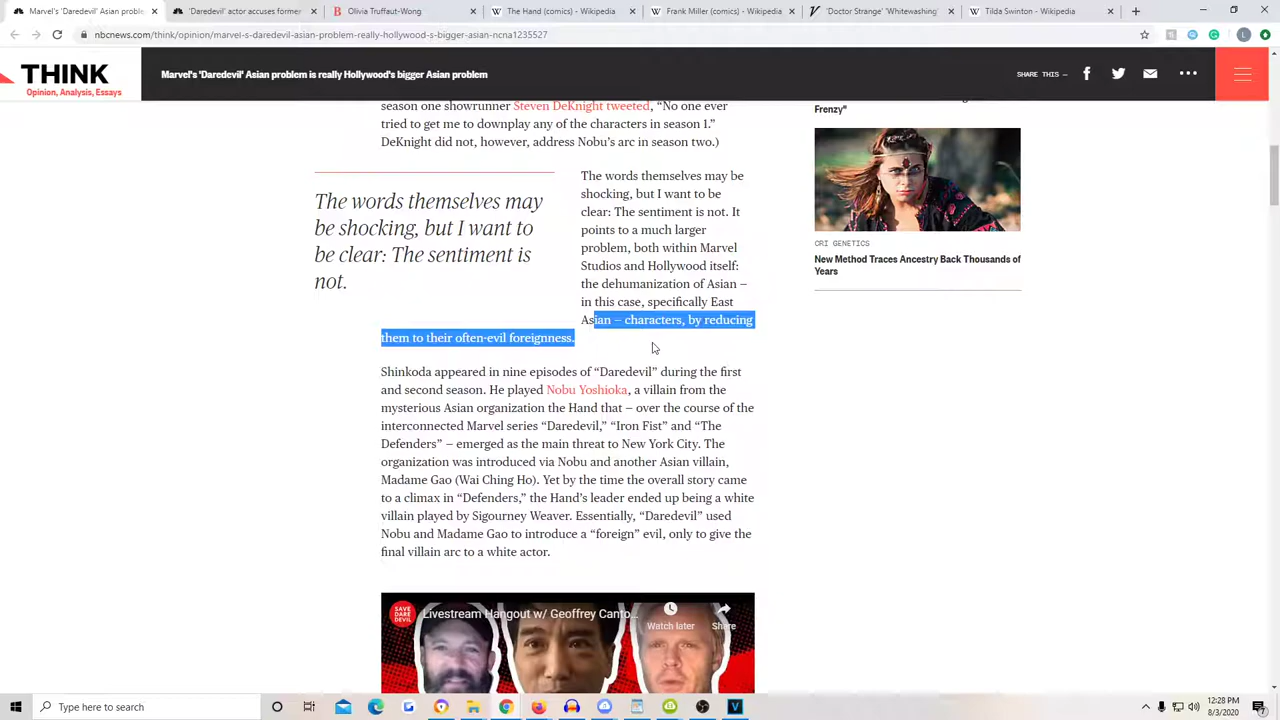 Marvel's 'Daredevil' Asian proble
'Daredevil' actor accuses former
Olivia Truffaut-Wong
The Hand (comics) - Wikipedia
Frank Miller (comics) - Wikipedia
'Doctor Strange' 'Whitewashing'
Tilda Swinton - Wikipedia
nbcnews.com/think/opinion/marvel-s-daredevil-asian-problem-really-hollywood-s-bigger-asian-ncna1235527
THINK
Opinion, Analysis, Essays
Marvel's 'Daredevil' Asian problem is really Hollywood's bigger Asian problem
SHARE THIS —
season one showrunner Steven DeKnight tweeted, “No one ever
tried to get me to downplay any of the characters in season 1.”
DeKnight did not, however, address Nobu’s arc in season two.)
The words themselves may
be shocking, but I want to
be clear: The sentiment is
not.
The words themselves may be
shocking, but I want to be
clear: The sentiment is not. It
points to a much larger
problem, both within Marvel
Studios and Hollywood itself:
the dehumanization of Asian —
in this case, specifically East
Asian — characters, by reducing
them to their often-evil foreignness.
Shinkoda appeared in nine episodes of “Daredevil” during the first
and second season. He played Nobu Yoshioka, a villain from the
mysterious Asian organization the Hand that — over the course of the
interconnected Marvel series “Daredevil,” “Iron Fist” and “The
Defenders” — emerged as the main threat to New York City. The
organization was introduced via Nobu and another Asian villain,
Madame Gao (Wai Ching Ho). Yet by the time the overall story came
to a climax in “Defenders,” the Hand’s leader ended up being a white
villain played by Sigourney Weaver. Essentially, “Daredevil” used
Nobu and Madame Gao to introduce a “foreign” evil, only to give the
final villain arc to a white actor.
SAVE
DARE
DEVIL
Livestream Hangout w/ Geoffrey Canto...
Watch later
Share
Frenzy"
CRI GENETICS
New Method Traces Ancestry Back Thousands of
Years
Type here to search
12:28 PM
8/3/2020